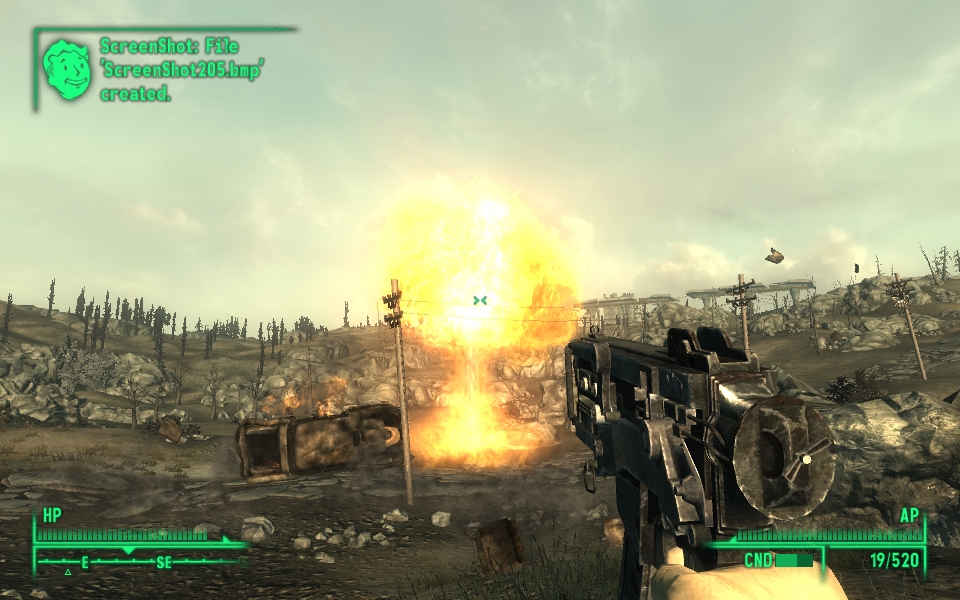 ScreenShot: File
'ScreenShot205.bmp'
created.
HP
E SE
AP
CND 19/520